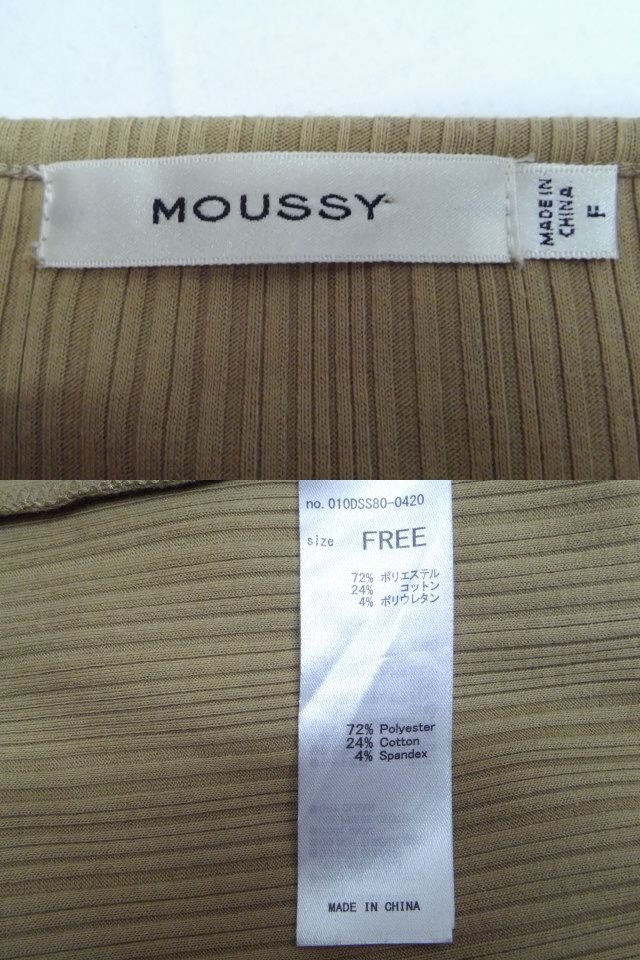 MOUSSY
MADE IN
CHINA
F
no. 010DSS80-0420
size FREE
72% ポリエステル
24% コットン
4% ポリウレタン
72% Polyester
24% Cotton
4% Spandex
MADE IN CHINA